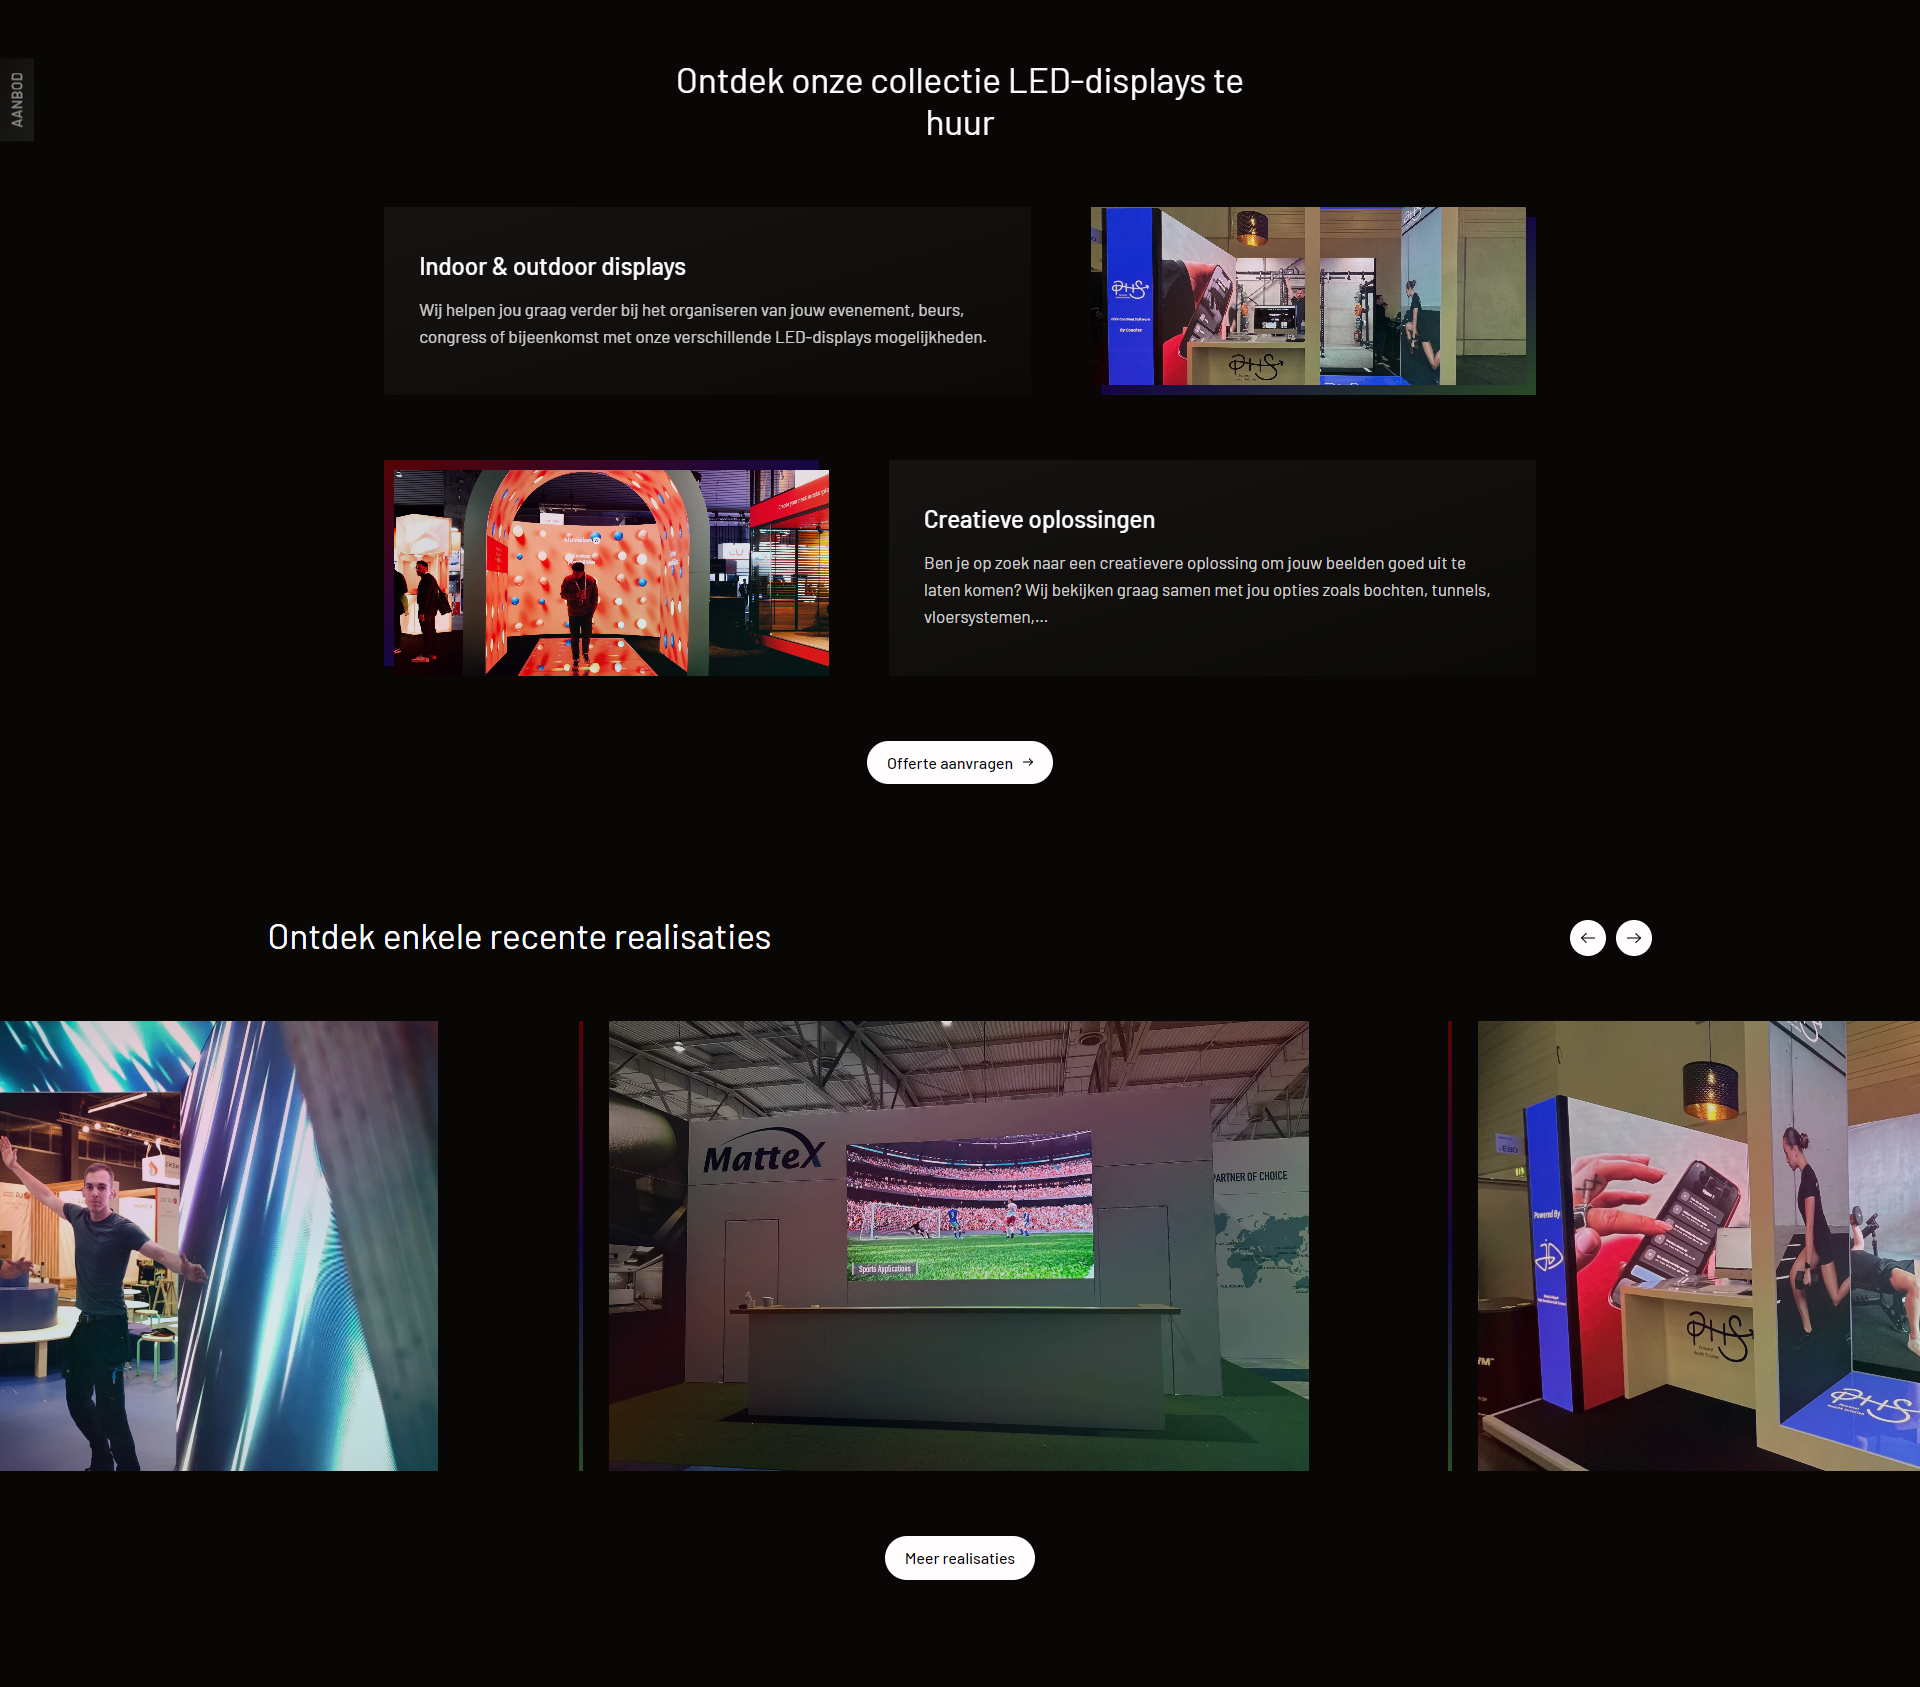 AANBOD
Ontdek onze collectie LED-displays te
huur
Indoor & outdoor displays
Wij helpen jou graag verder bij het organiseren van jouw evenement, beurs,
congress of bijeenkomst met onze verschillende LED-displays mogelijkheden.
PHS
PHS
Creatieve oplossingen
Ben je op zoek naar een creatievere oplossing om jouw beelden goed uit te
laten komen? Wij bekijken graag samen met jou opties zoals bochten, tunnels,
vloersystemen,...
Offerte aanvragen
Ontdek enkele recente realisaties
MatteX
PARTNER OF CHOICE
Sports Applications
Powered By
PHS
PHS
Meer realisaties